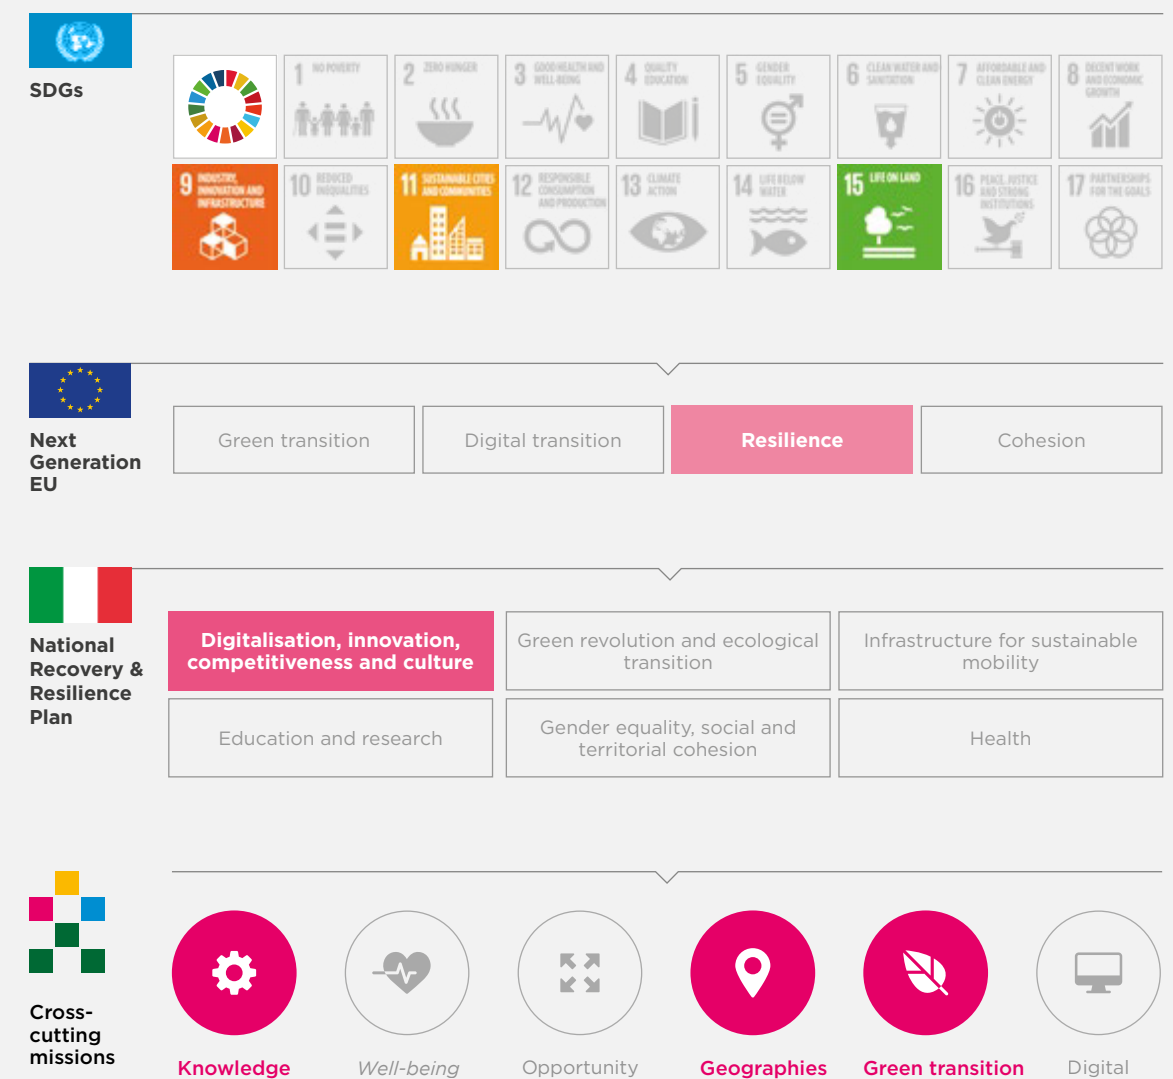 SDGs
1 NO POVERTY
2 ZERO HUNGER
3 GOOD HEALTH AND
WELL-BEING
4 QUALITY
EDUCATION
5 GENDER
EQUALITY
6 CLEAN WATER AND
SANITATION
7 AFFORDABLE AND
CLEAN ENERGY
8 DECENT WORK
AND ECONOMIC
GROWTH
9 INDUSTRY,
INNOVATION AND
INFRASTRUCTURE
10 REDUCED
INEQUALITIES
11 SUSTAINABLE CITIES
AND COMMUNITIES
12 RESPONSIBLE
CONSUMPTION
AND PRODUCTION
13 CLIMATE
ACTION
14 LIFE BELOW
WATER
15 LIFE ON LAND
16 PEACE, JUSTICE
AND STRONG
INSTITUTIONS
17 PARTNERSHIPS
FOR THE GOALS
Next
Generation
EU
Green transition
Digital transition
Resilience
Cohesion
National
Recovery &
Resilience
Plan
Digitalisation, innovation,
competitiveness and culture
Green revolution and ecological
transition
Infrastructure for sustainable
mobility
Education and research
Gender equality, social and
territorial cohesion
Health
Cross-
cutting
missions
Knowledge
Well-being
Opportunity
Geographies
Green transition
Digital